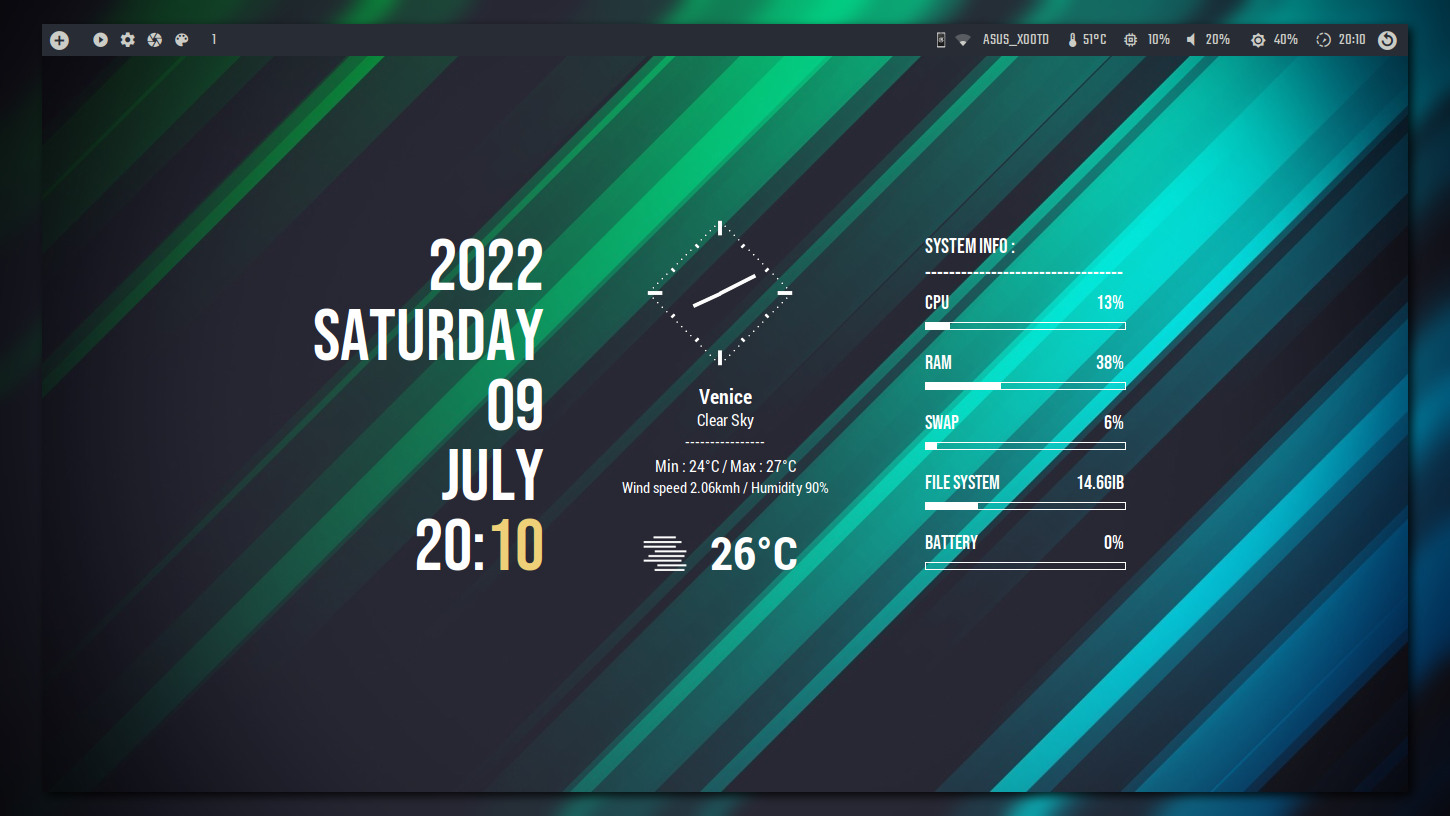 1 ASUS_X00TD 51°C 10% 20% 40% 20:10
2022
SATURDAY
09
JULY
20:10
Venice
Clear Sky
----------------
Min : 24°C / Max : 27°C
Wind speed 2.06kmh / Humidity 90%
26°C
SYSTEM INFO :
---------------------------------
CPU 13%
RAM 38%
SWAP 6%
FILE SYSTEM 14.6GIB
BATTERY 0%